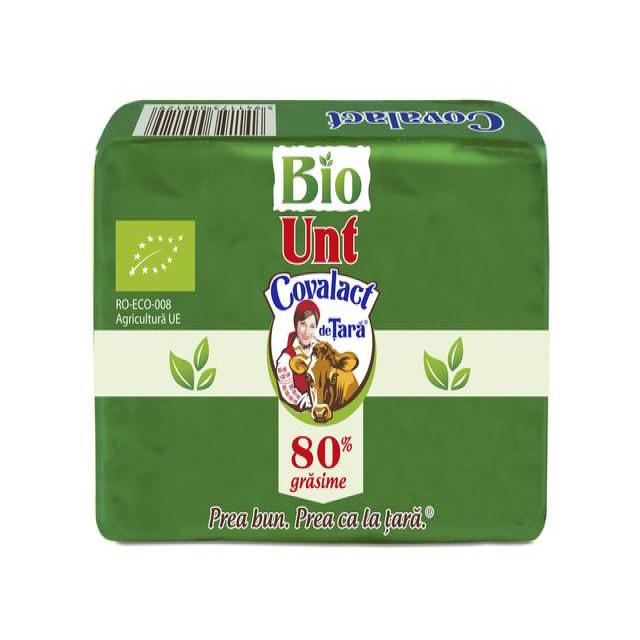 Covalact
Bio
Unt
Covalact
de Țară®
RO-ECO-008
Agricultură UE
80%
grăsime
Prea bun. Prea ca la țară.®